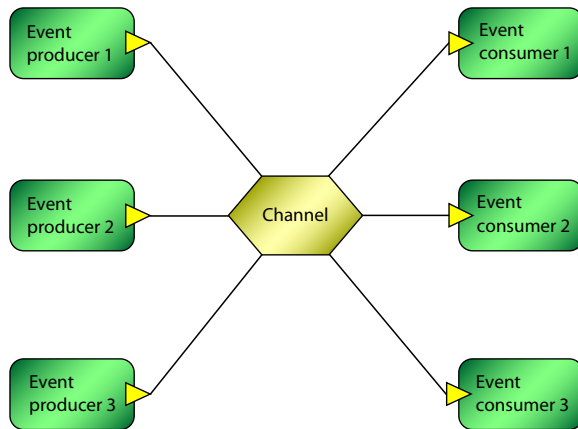 Event
producer 1
Event
consumer 1
Event
producer 2
Channel
Event
consumer 2
Event
producer 3
Event
consumer 3